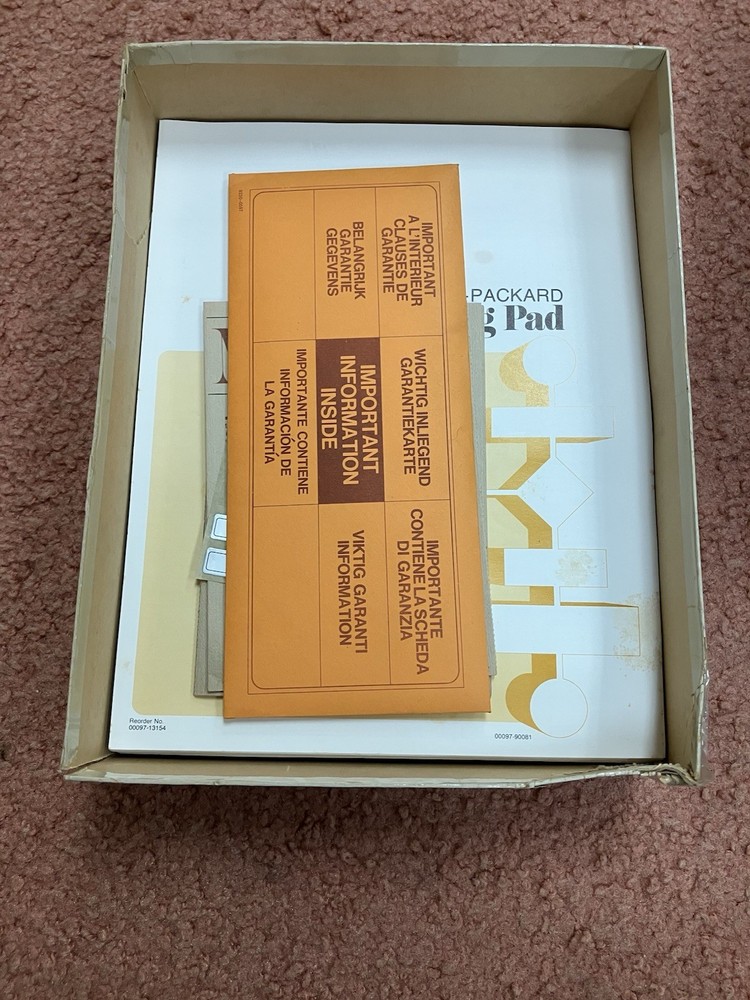 IMPORTANT
A L'INTERIEUR
CLAUSES DE
GARANTIE
BELANGRIJK
GARANTIE
GEGEVENS
WICHTIG INLIEGEND
GARANTIEKARTE
IMPORTANT
INFORMATION
INSIDE
IMPORTANTE CONTIENE
INFORMACIÓN DE
LA GARANTÍA
IMPORTANTE
CONTIENE LA SCHEDA
DI GARANZIA
VIKTIG GARANTI
INFORMATION
-PACKARD
g Pad
Reorder No.
00097-13154
00097-90081